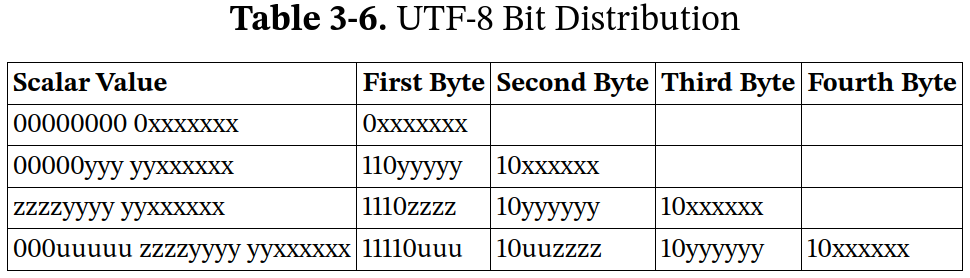 Table 3-6. UTF-8 Bit Distribution
Scalar Value First Byte Second Byte Third Byte Fourth Byte
00000000 0xxxxxxx 0xxxxxxx
00000yyy yyxxxxxx 110yyyyy 10xxxxxx
zzzzyyyy yyxxxxxx 1110zzzz 10yyyyyy 10xxxxxx
000uuuuu zzzzyyyy yyxxxxxx 11110uuu 10uuzzzz 10yyyyyy 10xxxxxx